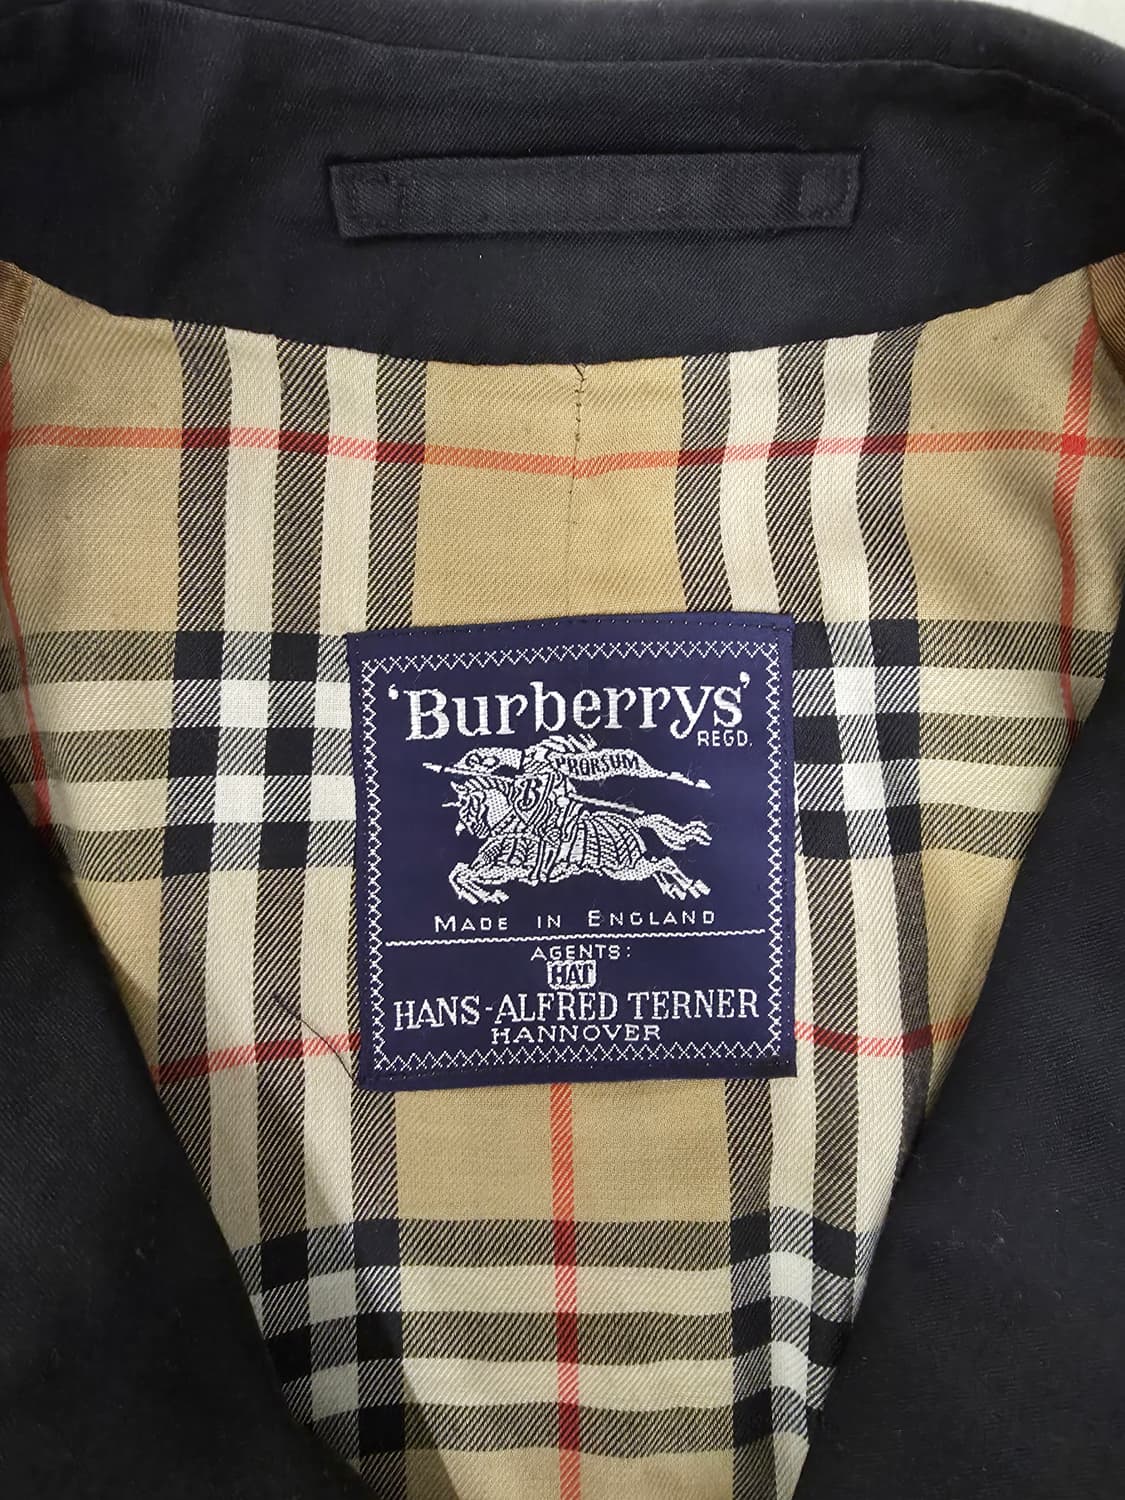 'Burberrys'
REGD.
PRORSUM
B
MADE IN ENGLAND
AGENTS:
HAT
HANS-ALFRED TERNER
HANNOVER